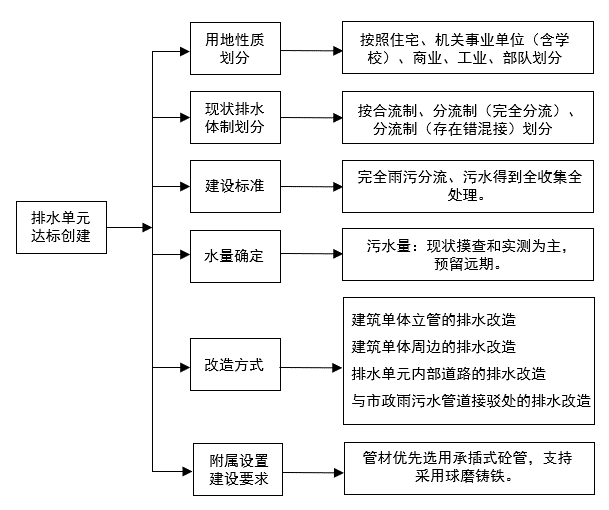 排水单元
达标创建
用地性质
划分
按照住宅、机关事业单位（含学
校）、商业、工业、部队划分
现状排水
体制划分
按合流制、分流制（完全分流）、
分流制（存在错混接）划分
建设标准
完全雨污分流、污水得到全收集全
处理。
水量确定
污水量：现状摸查和实测为主，
预留远期。
改造方式
建筑单体立管的排水改造
建筑单体周边的排水改造
排水单元内部道路的排水改造
与市政雨污水管道接驳处的排水改造
附属设置
建设要求
管材优先选用承插式砼管，支持
采用球磨铸铁。